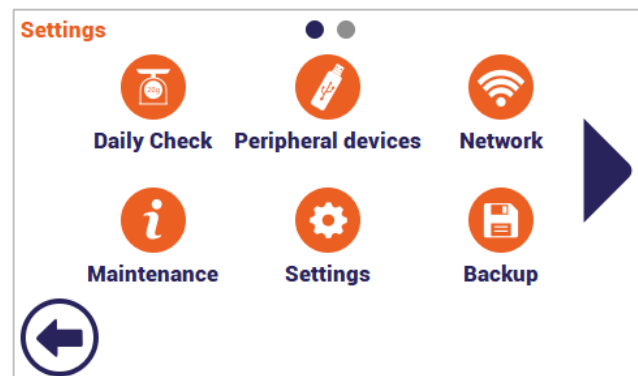 Settings
20g
Daily Check
Peripheral devices
Network
Maintenance
Settings
Backup